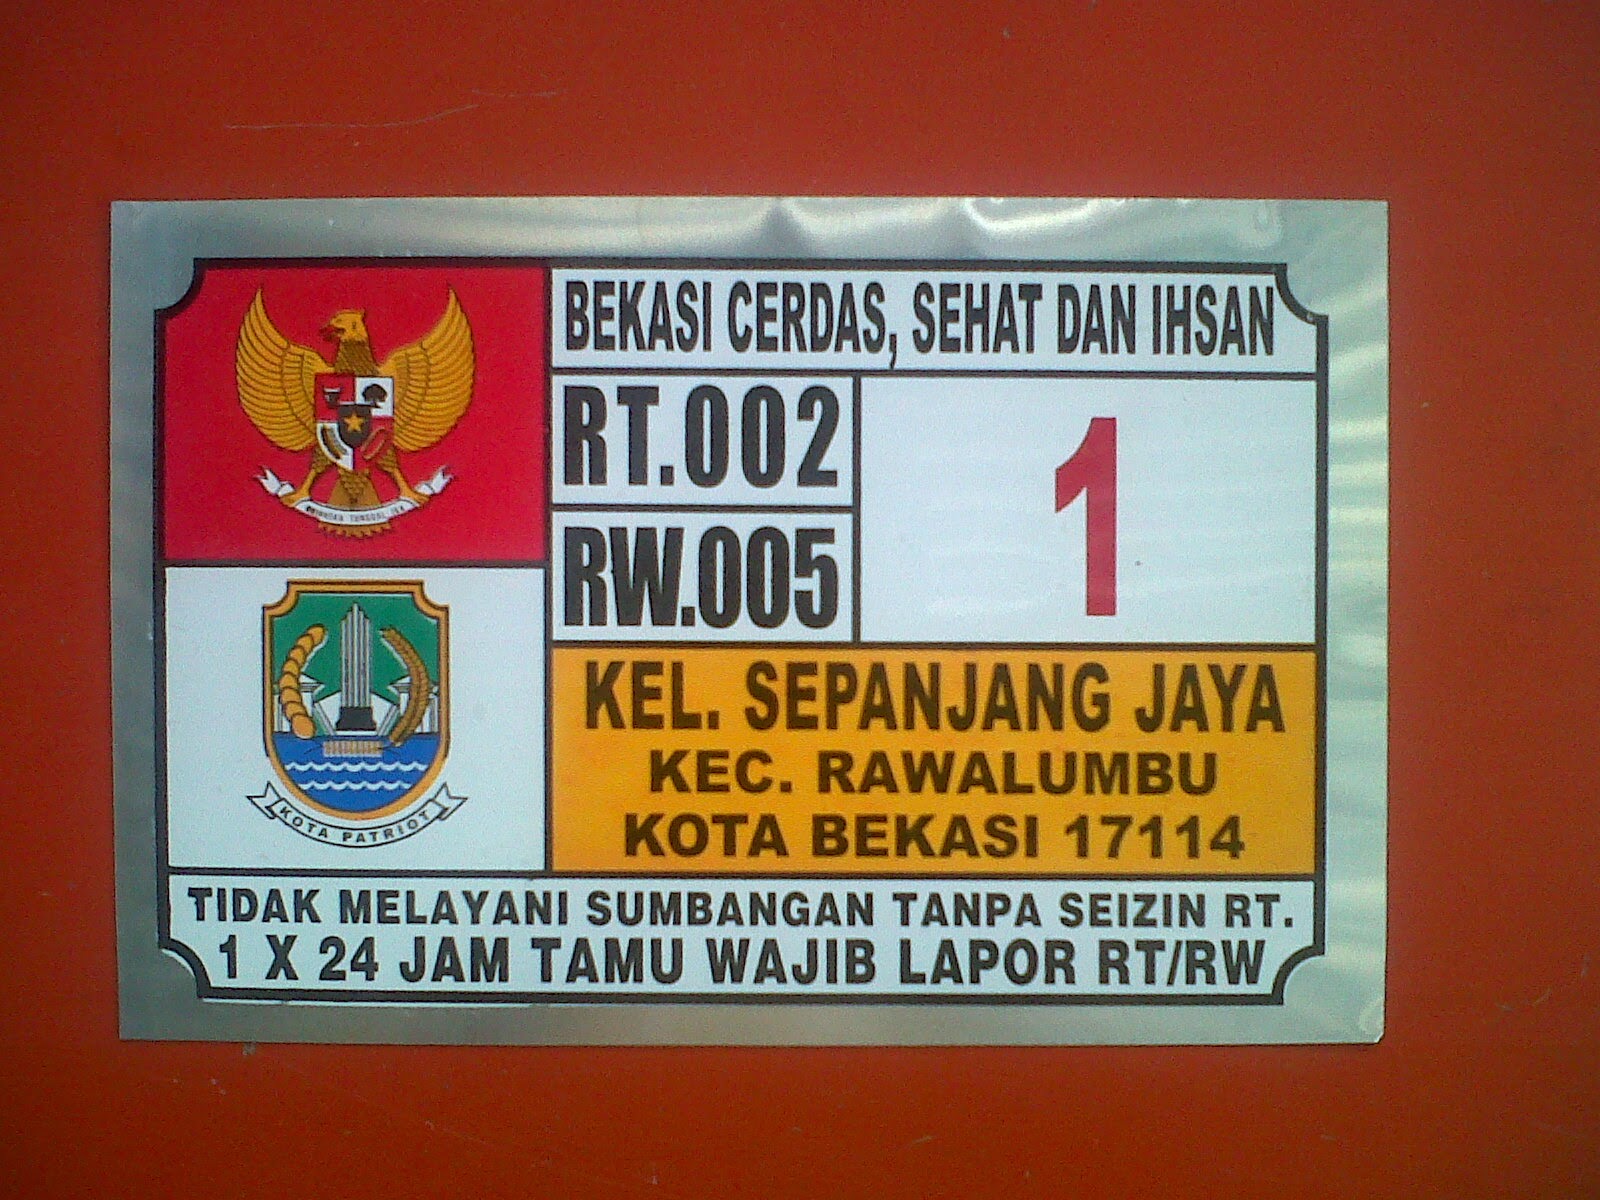 BEKASI CERDAS, SEHAT DAN IHSAN
RT.002
RW.005
1
KEL. SEPANJANG JAYA
KEC. RAWALUMBU
KOTA BEKASI 17114
KOTA PATRIOT
TIDAK MELAYANI SUMBANGAN TANPA SEIZIN RT.
1 X 24 JAM TAMU WAJIB LAPOR RT/RW